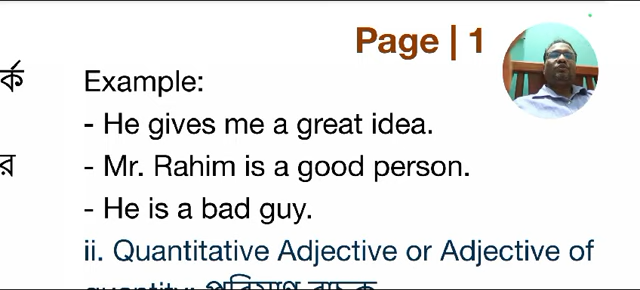 Page | 1
র্ক Example:
- He gives me a great idea.
র - Mr. Rahim is a good person.
- He is a bad guy.
ii. Quantitative Adjective or Adjective of
quantity: পরিমাণ বাচক